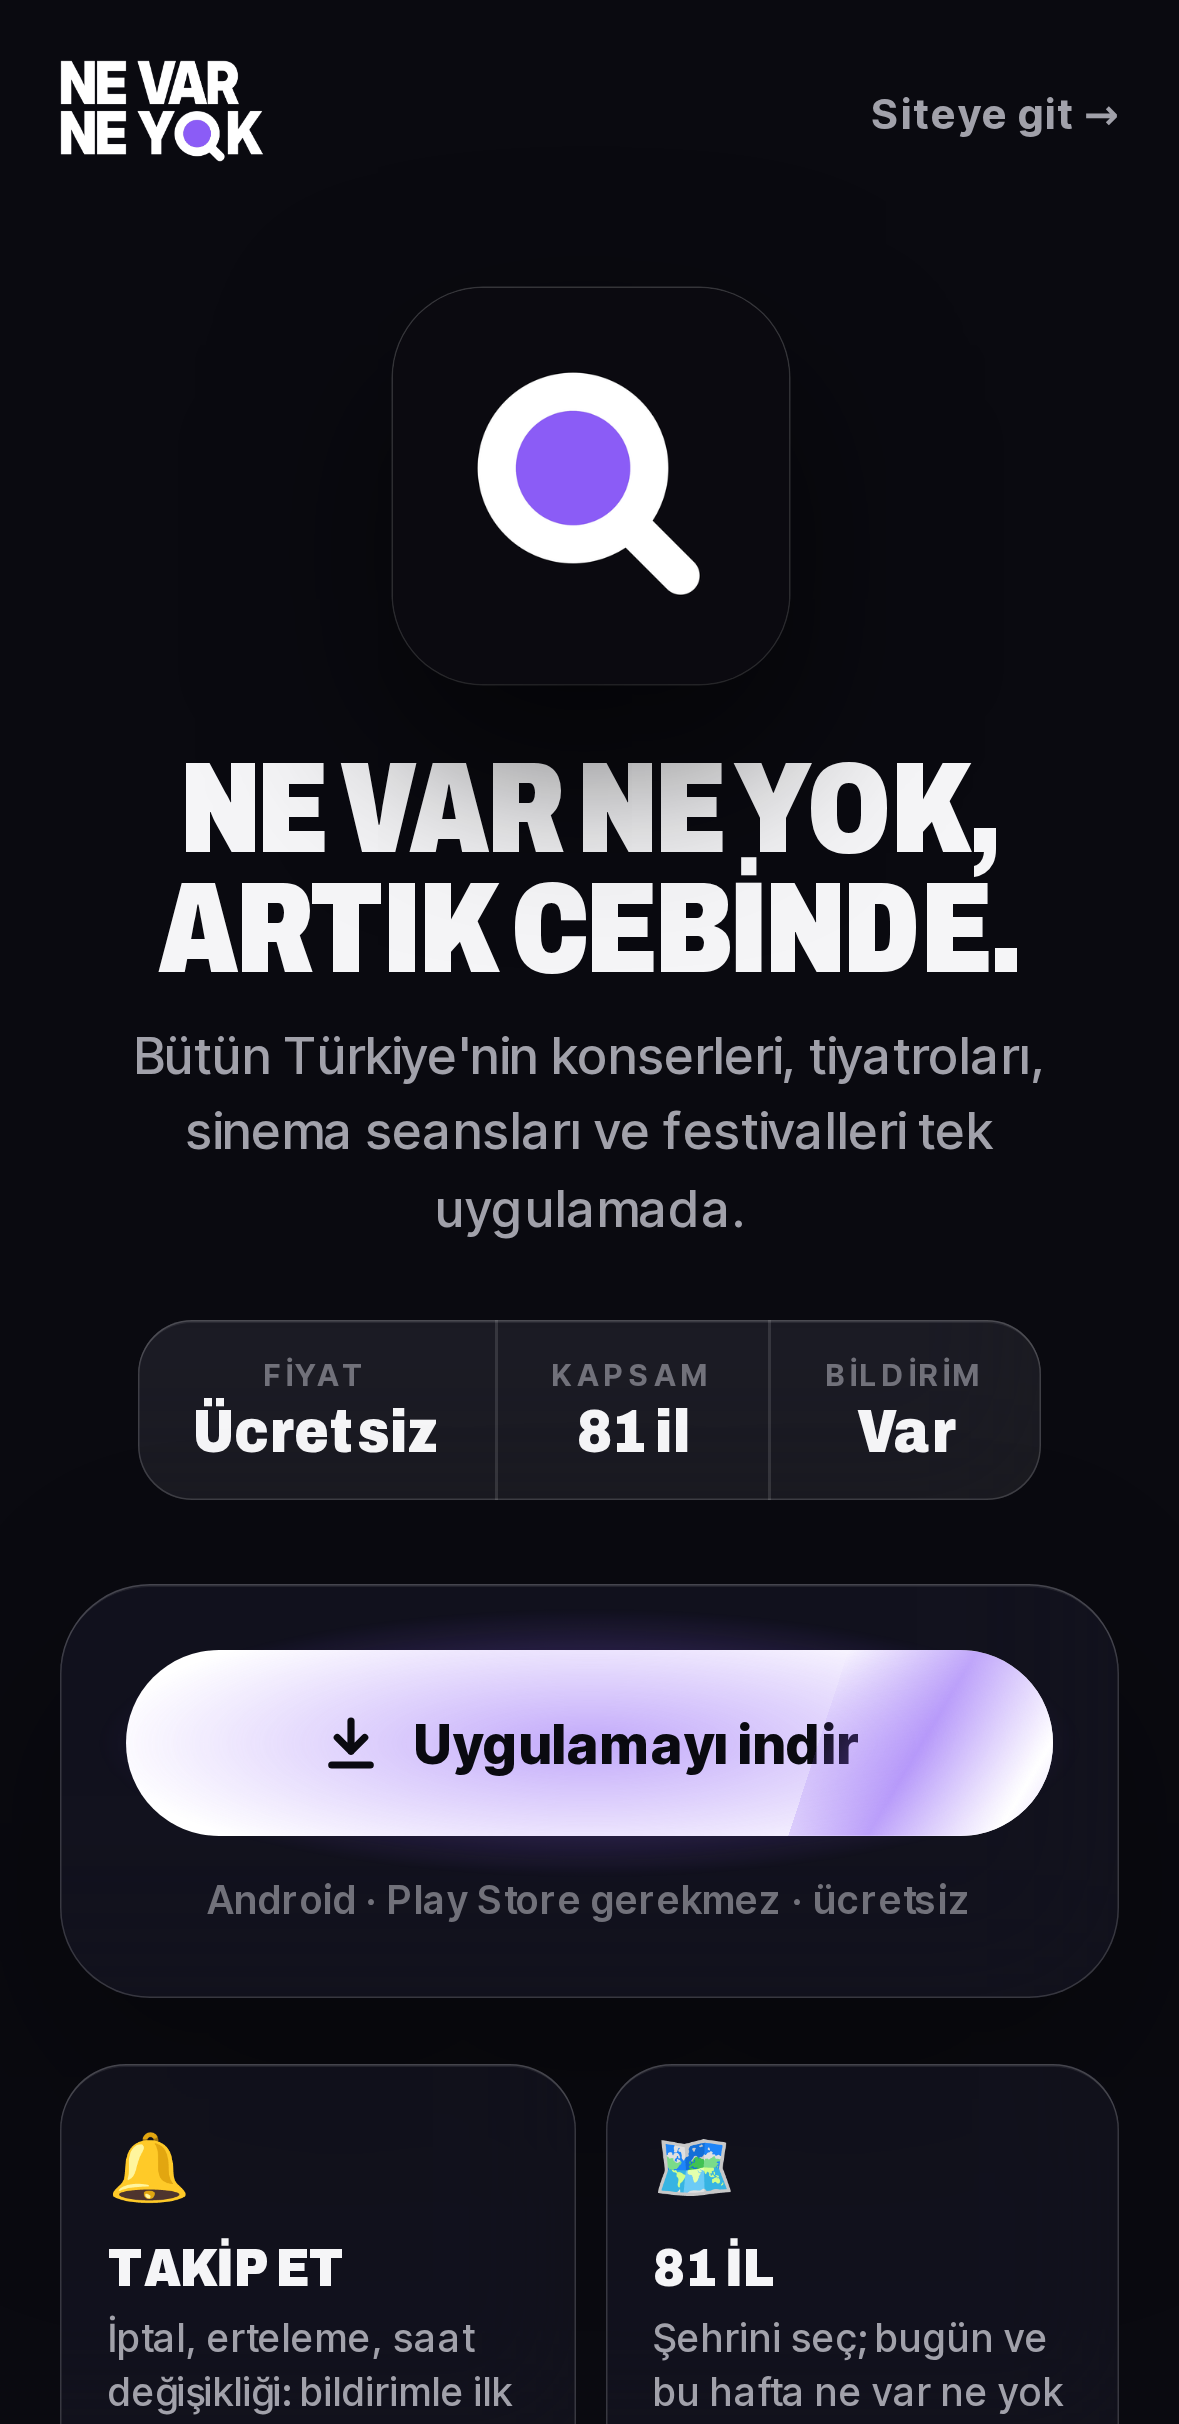 NE VAR
NE YOK
Siteye git →
NE VAR NE YOK,
ARTIK CEBİNDE.
Bütün Türkiye'nin konserleri, tiyatroları,
sinema seansları ve festivalleri tek
uygulamada.
FİYAT
Ücretsiz
KAPSAM
81 il
BİLDİRİM
Var
Uygulamayı indir
Android · Play Store gerekmez · ücretsiz
TAKİP ET
İptal, erteleme, saat
değişikliği: bildirimle ilk
81 İL
Şehrini seç; bugün ve
bu hafta ne var ne yok